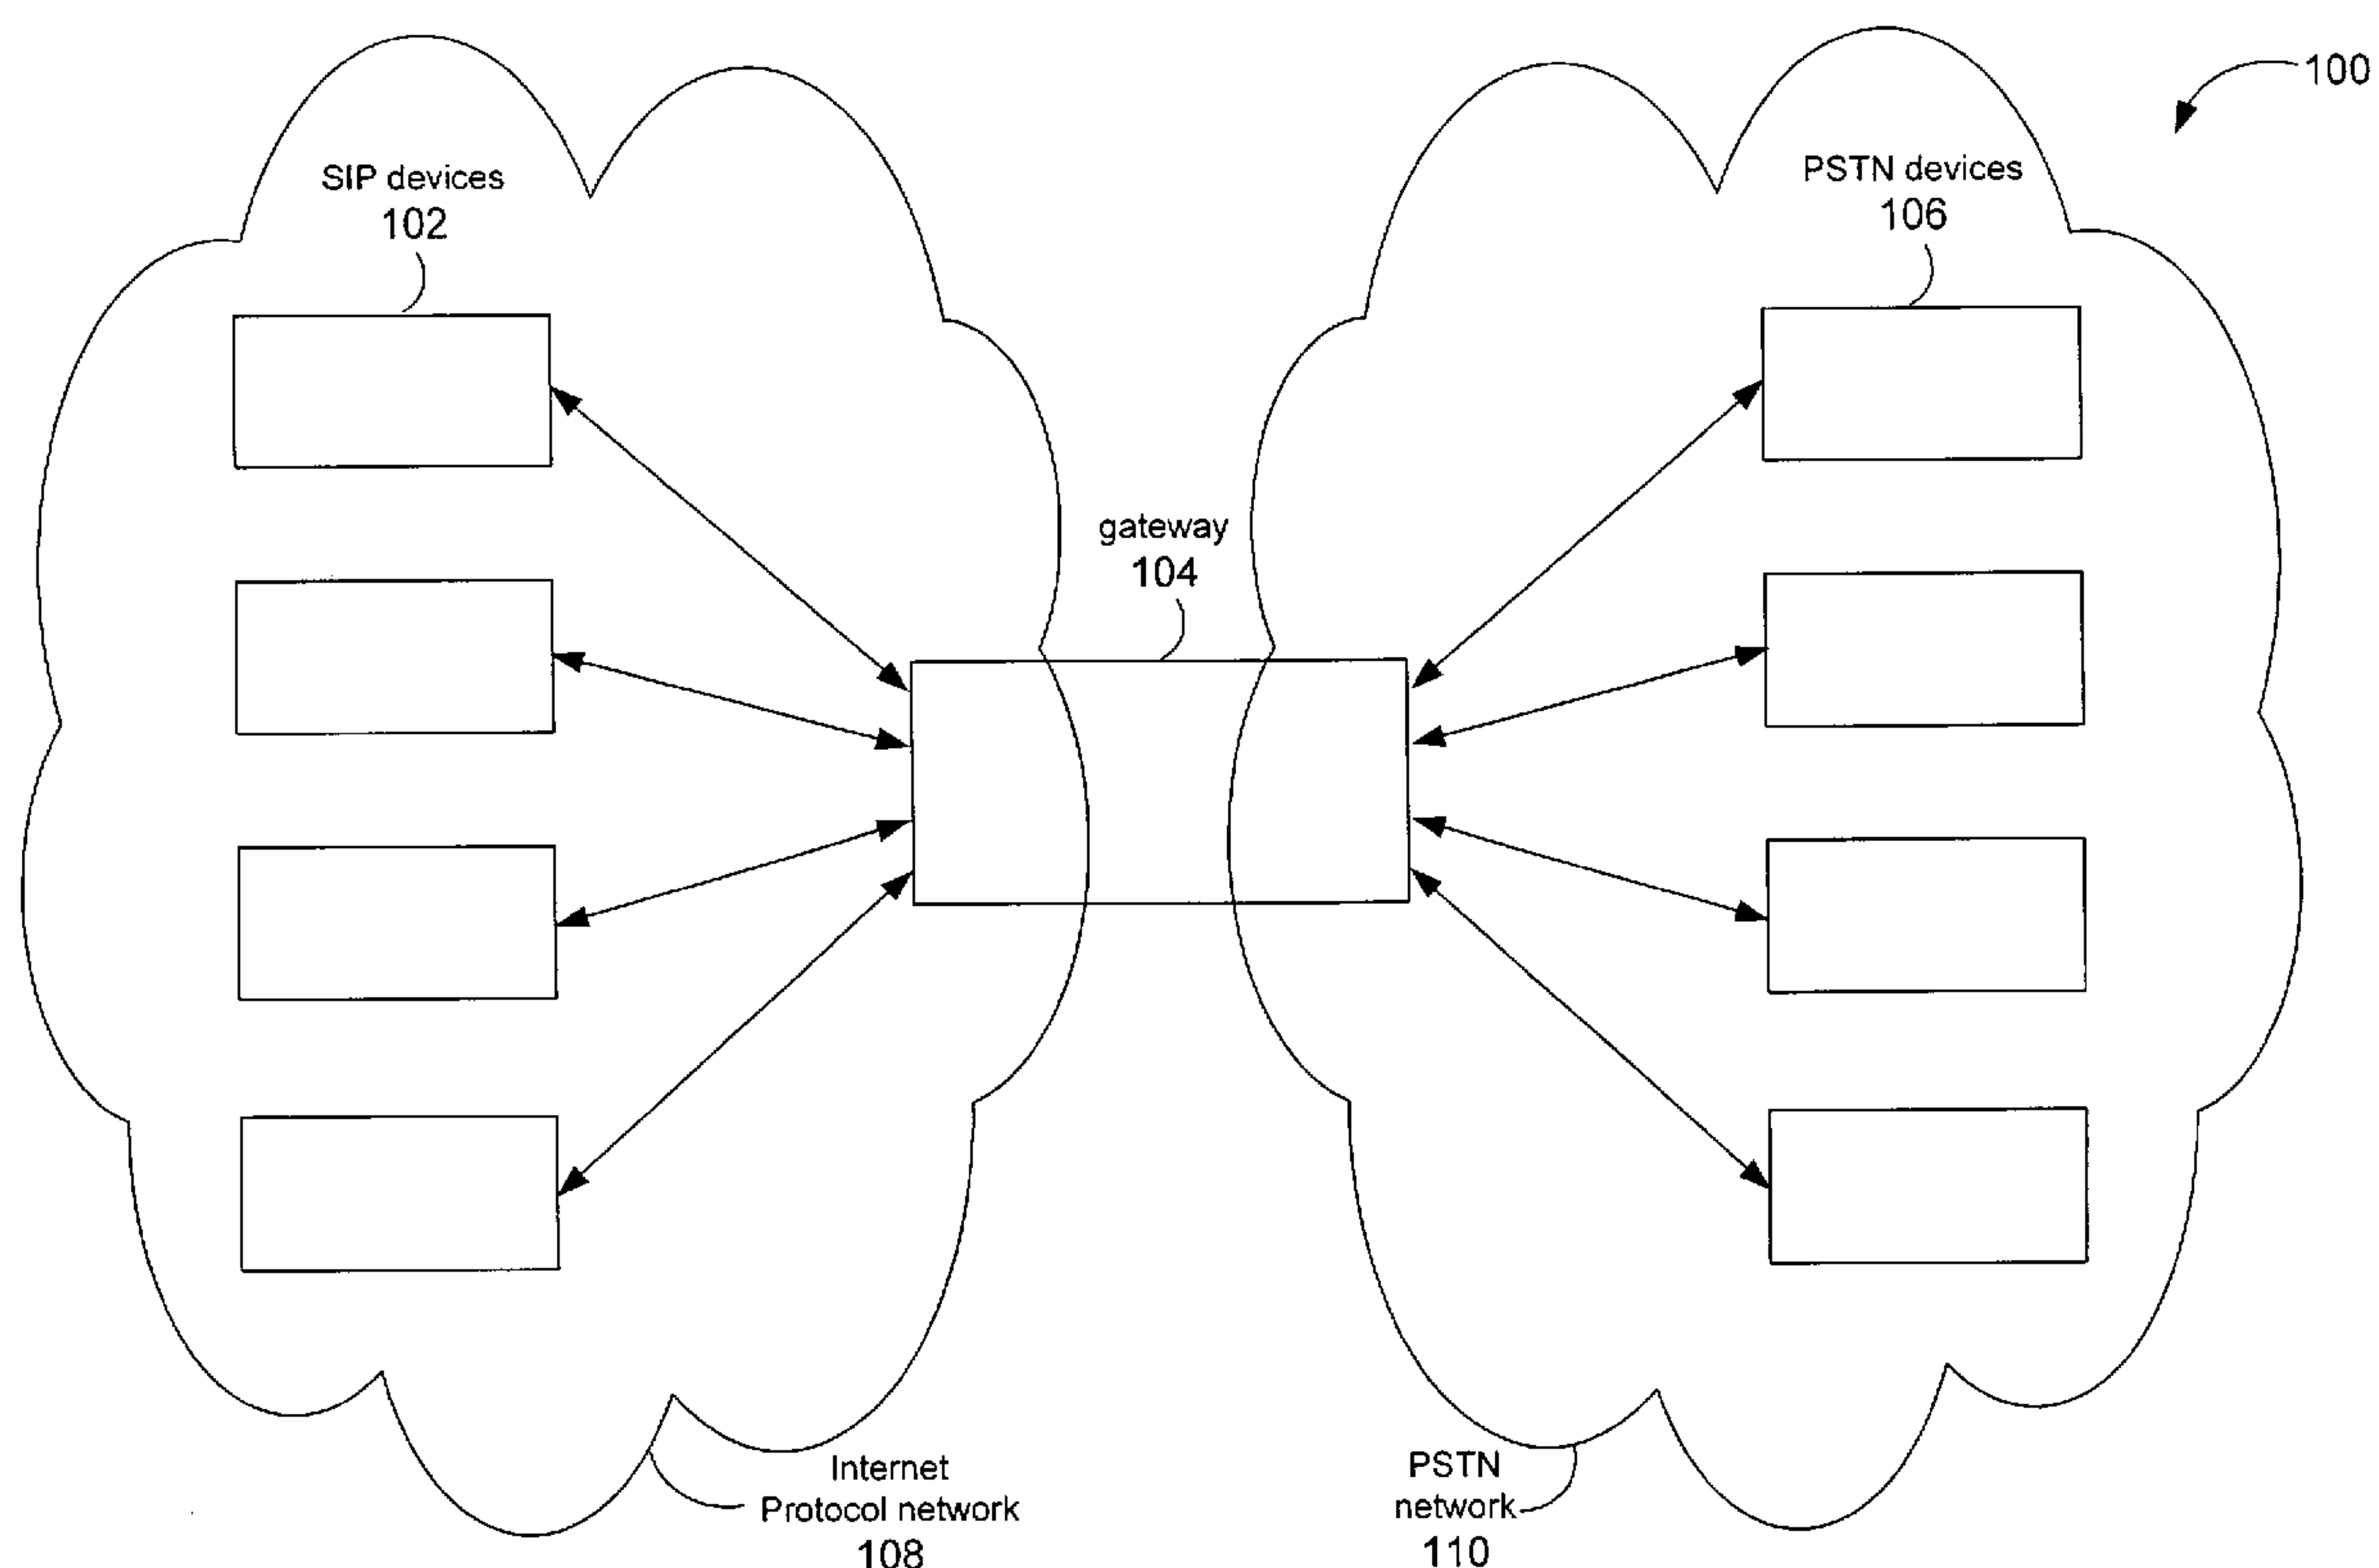 100
SIP devices
102
PSTN devices
106
gateway
104
Internet
Protocol network
108
PSTN
network
110